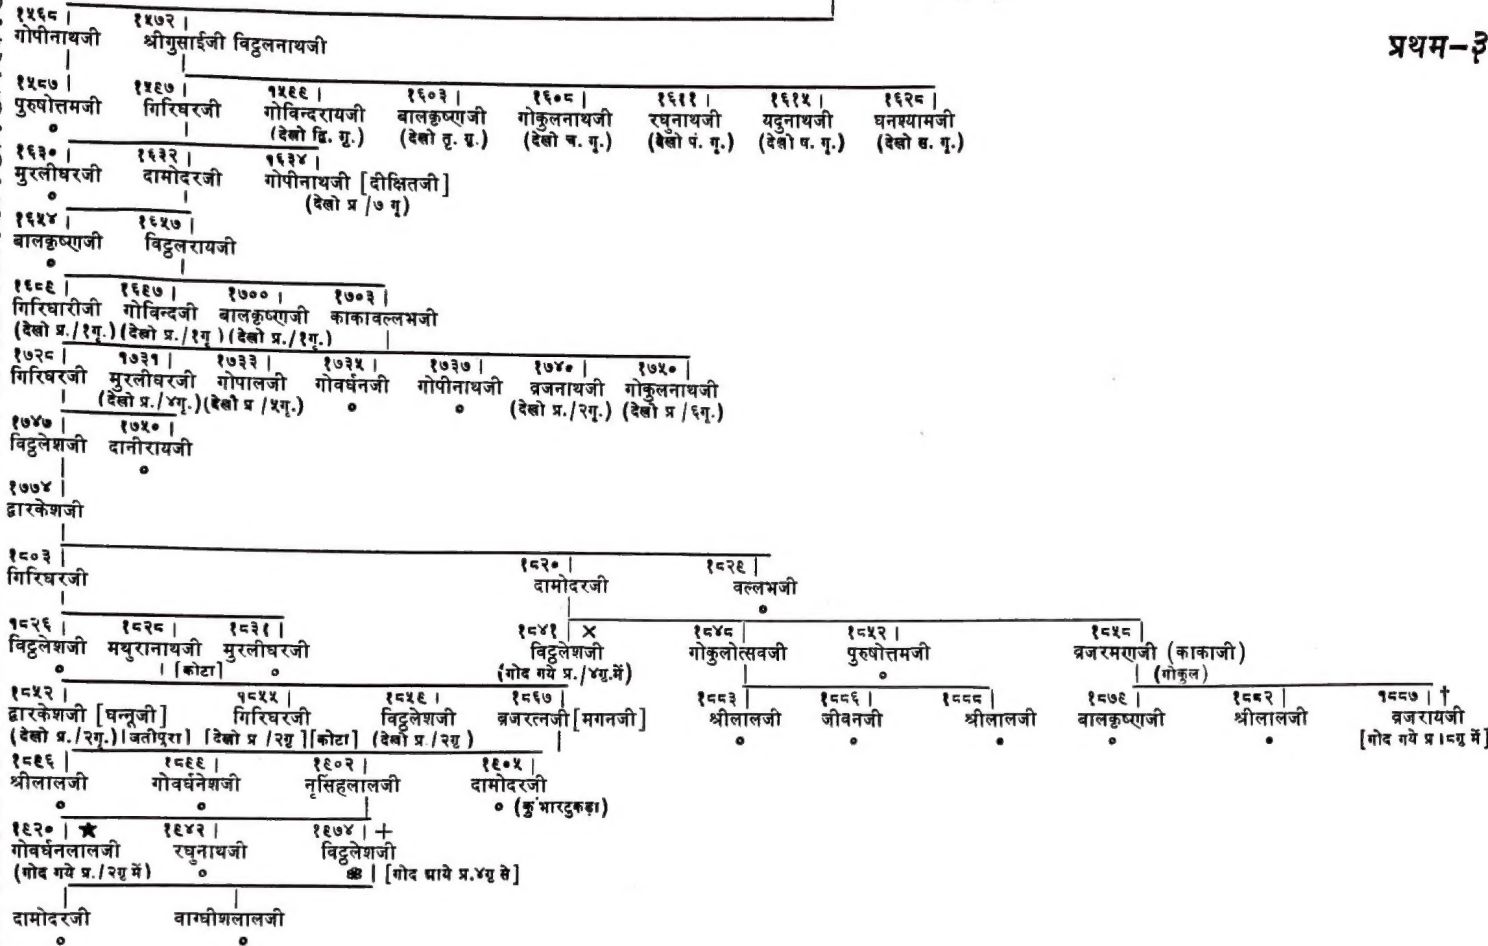 १५६८ १५७२
गोपीनाथजी श्रीगुसाईजी विट्ठलनाथजी
प्रथम-३
१५८७ १५९७ १५९९ १६०३ १६०८ १६११ १६१५ १६२८
पुरुषोत्तमजी गिरिधरजी गोविन्दरायजी बालकृष्णजी गोकुलनाथजी रघुनाथजी यदुनाथजी घनश्यामजी
(देखो द्वि. गृ.) (देखो तृ. गृ.) (देखो च. गृ.) (देखो पं. गृ.) (देखो ष. गृ.) (देखो स. गृ.)
१६३० १६३२ १६३४
मुरलीधरजी दामोदरजी गोपीनाथजी [दीक्षितजी]
(देखो प्र /७ गृ)
१६५४ १६५७
बालकृष्णजी विट्ठलरायजी
१६८९ १६९७ १७०० १७०३
गिरिधारीजी गोविन्दजी बालकृष्णजी काकावल्लभजी
(देखो प्र./१गृ.) (देखो प्र./१गृ ) (देखो प्र./१गृ.)
१७२८ १७३१ १७३३ १७३५ १७३७ १७४० १७५०
गिरिधरजी मुरलीधरजी गोपालजी गोवर्धनजी गोपीनाथजी व्रजनाथजी गोकुलनाथजी
(देखो प्र./४गृ.) (देखो प्र /५गृ.) (देखो प्र./२गृ.) (देखो प्र /६गृ.)
१७४७ १७५०
विट्ठलेशजी दानीरायजी
१७७४
द्वारकेशजी
१८०३ १८२० १८२९
गिरिधरजी दामोदरजी वल्लभजी
१८२६ १८२८ १८३१ १८४१ × १८४८ १८५२ १८५८
विट्ठलेशजी मथुरानाथजी मुरलीधरजी विट्ठलेशजी गोकुलोत्सवजी पुरुषोत्तमजी व्रजरमणजी (काकाजी)
[कोटा] (गोद गये प्र./४गृ.में) (गोकुल)
१८५२ १८५५ १८५९ १८६७ १८८३ १८८६ १८८८ १८७९ १८८२ १८८७ †
द्वारकेशजी [घन्नूजी] गिरिधरजी विट्ठलेशजी ब्रजरत्नजी [मगनजी] श्रीलालजी जीवनजी श्रीलालजी बालकृष्णजी श्रीलालजी व्रजरायजी
(देखो प्र./२गृ.) [जतीपुरा] [देखो प्र /२गृ ] [कोटा] (देखो प्र./२गृ ) [गोद गये प्र ।८गृ में]
१८९६ १८९९ १९०२ १९०५
श्रीलालजी गोवर्धनेशजी नृसिंहलालजी दामोदरजी
(कुंभारटुकड़ा)
१९२० ★ १९४२ १९७४ +
गोवर्धनलालजी रघुनाथजी विट्ठलेशजी
(गोद गये प्र./२गृ में) [गोद आये प्र.४गृ से]
दामोदरजी वाग्धीशलालजी